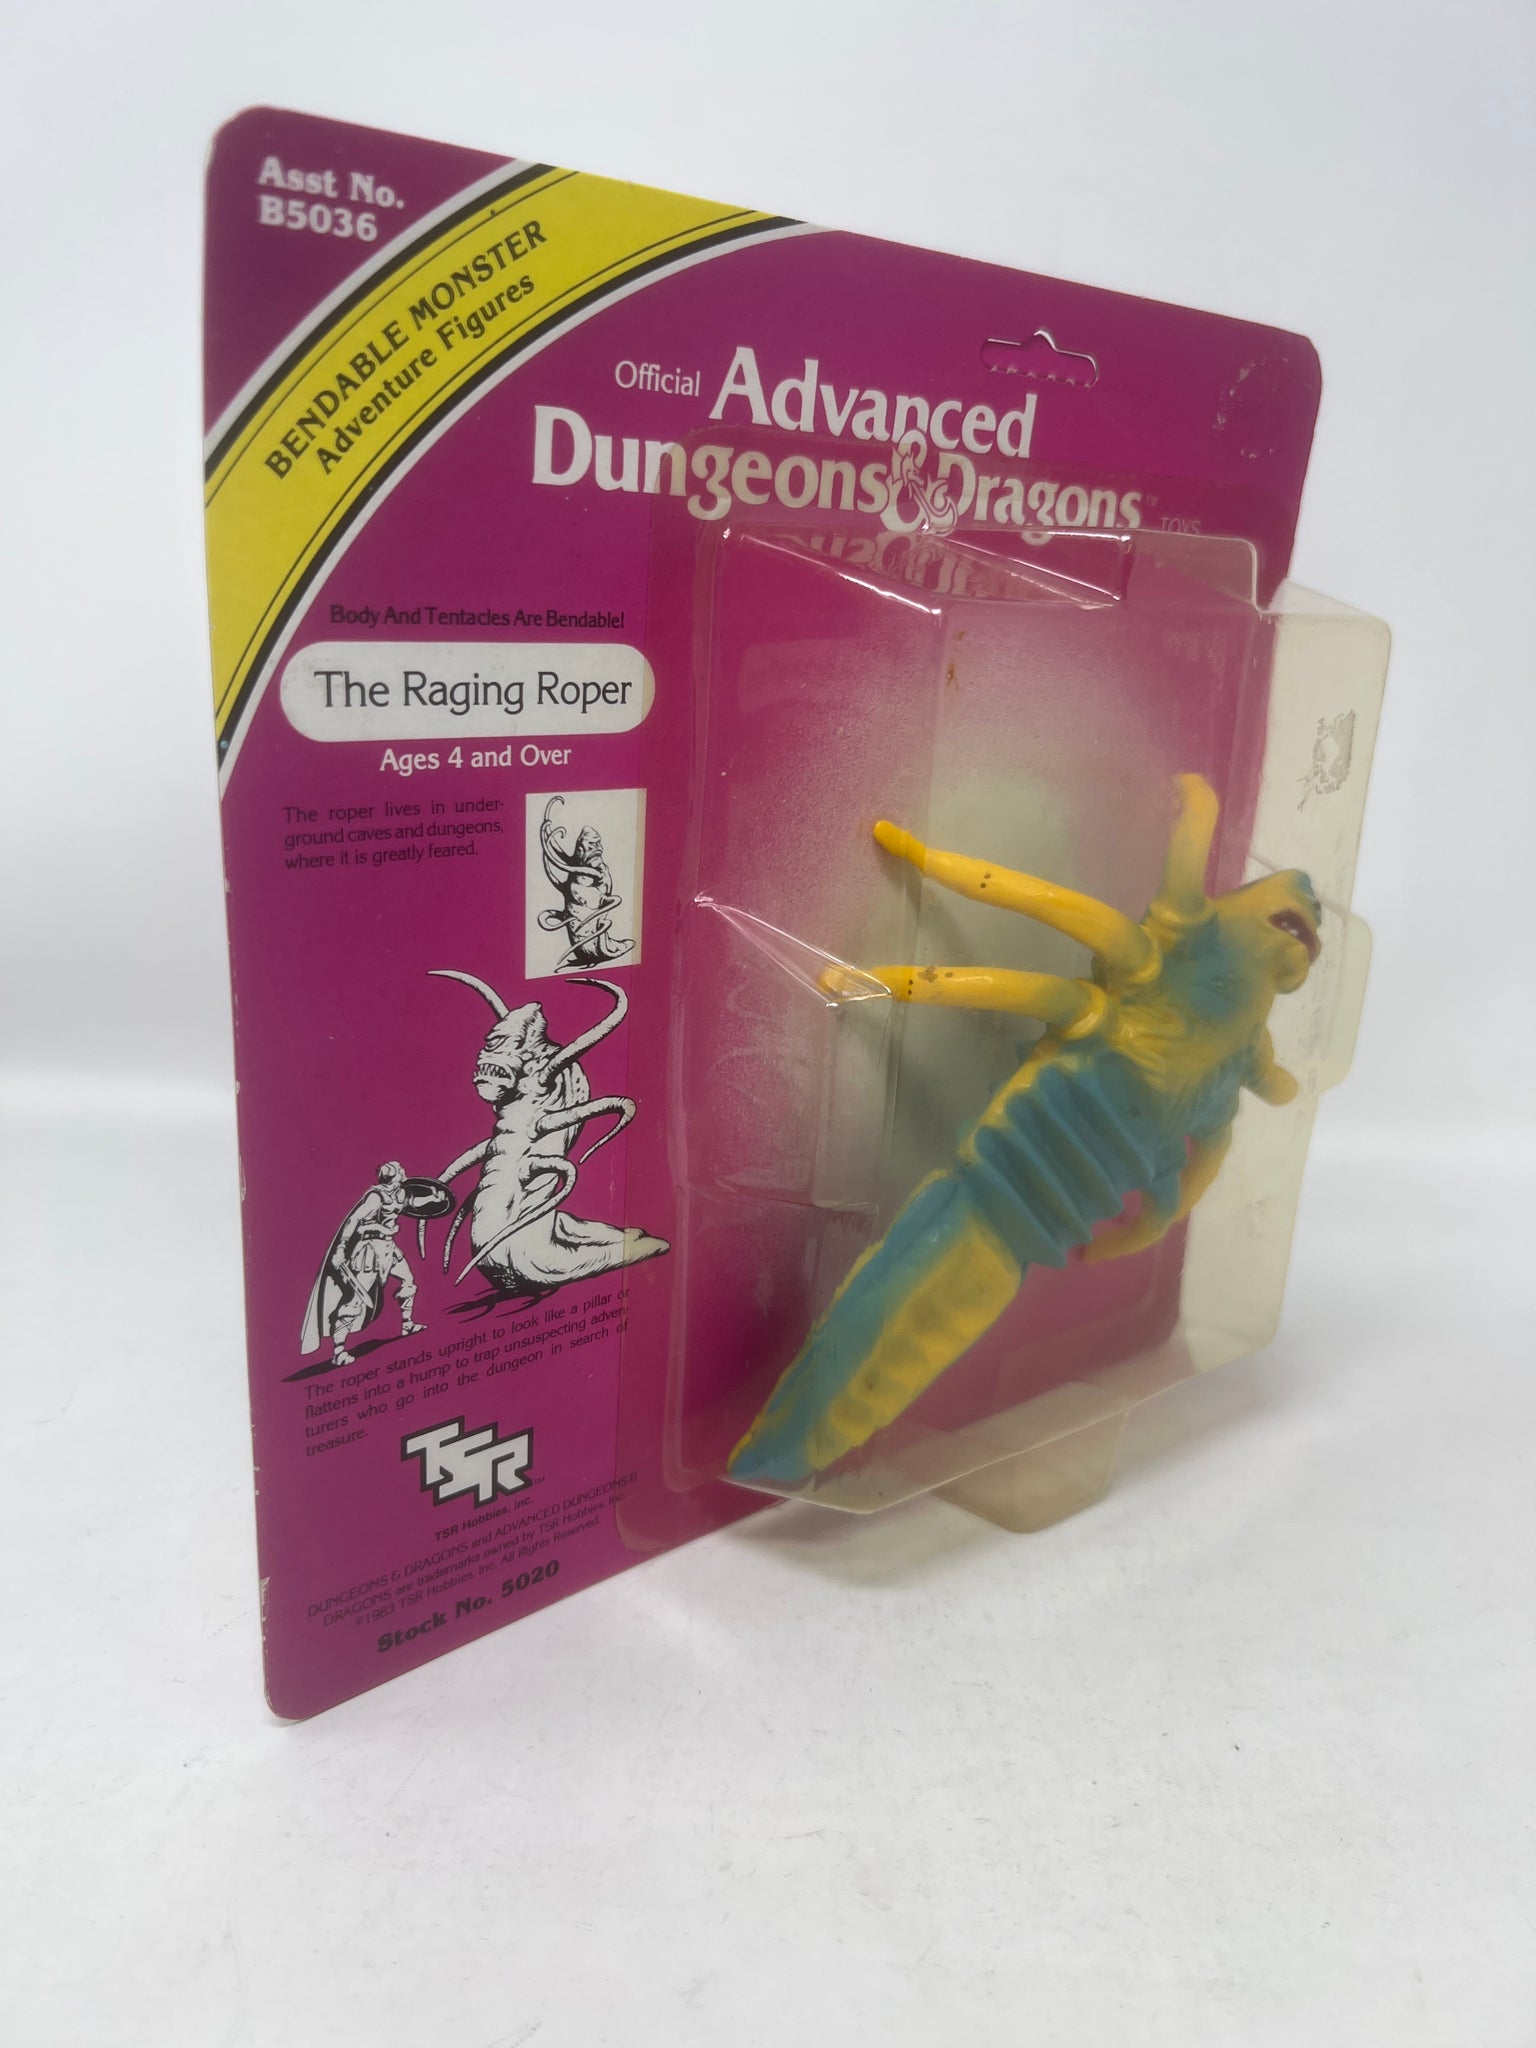 Asst No.
B5036
BENDABLE MONSTER
Adventure Figures
Official Advanced
Dungeons & Dragons™ TOYS
Body And Tentacles Are Bendable!
The Raging Roper
Ages 4 and Over
The roper lives in under-
ground caves and dungeons,
where it is greatly feared.
The roper stands upright to look like a pillar or
flattens into a hump to trap unsuspecting adven-
turers who go into the dungeon in search of
treasure.
TSR™
TSR Hobbies, Inc.
DUNGEONS & DRAGONS and ADVANCED DUNGEONS &
DRAGONS are trademarks owned by TSR Hobbies, Inc.
©1983 TSR Hobbies, Inc. All Rights Reserved.
Stock No. 5020